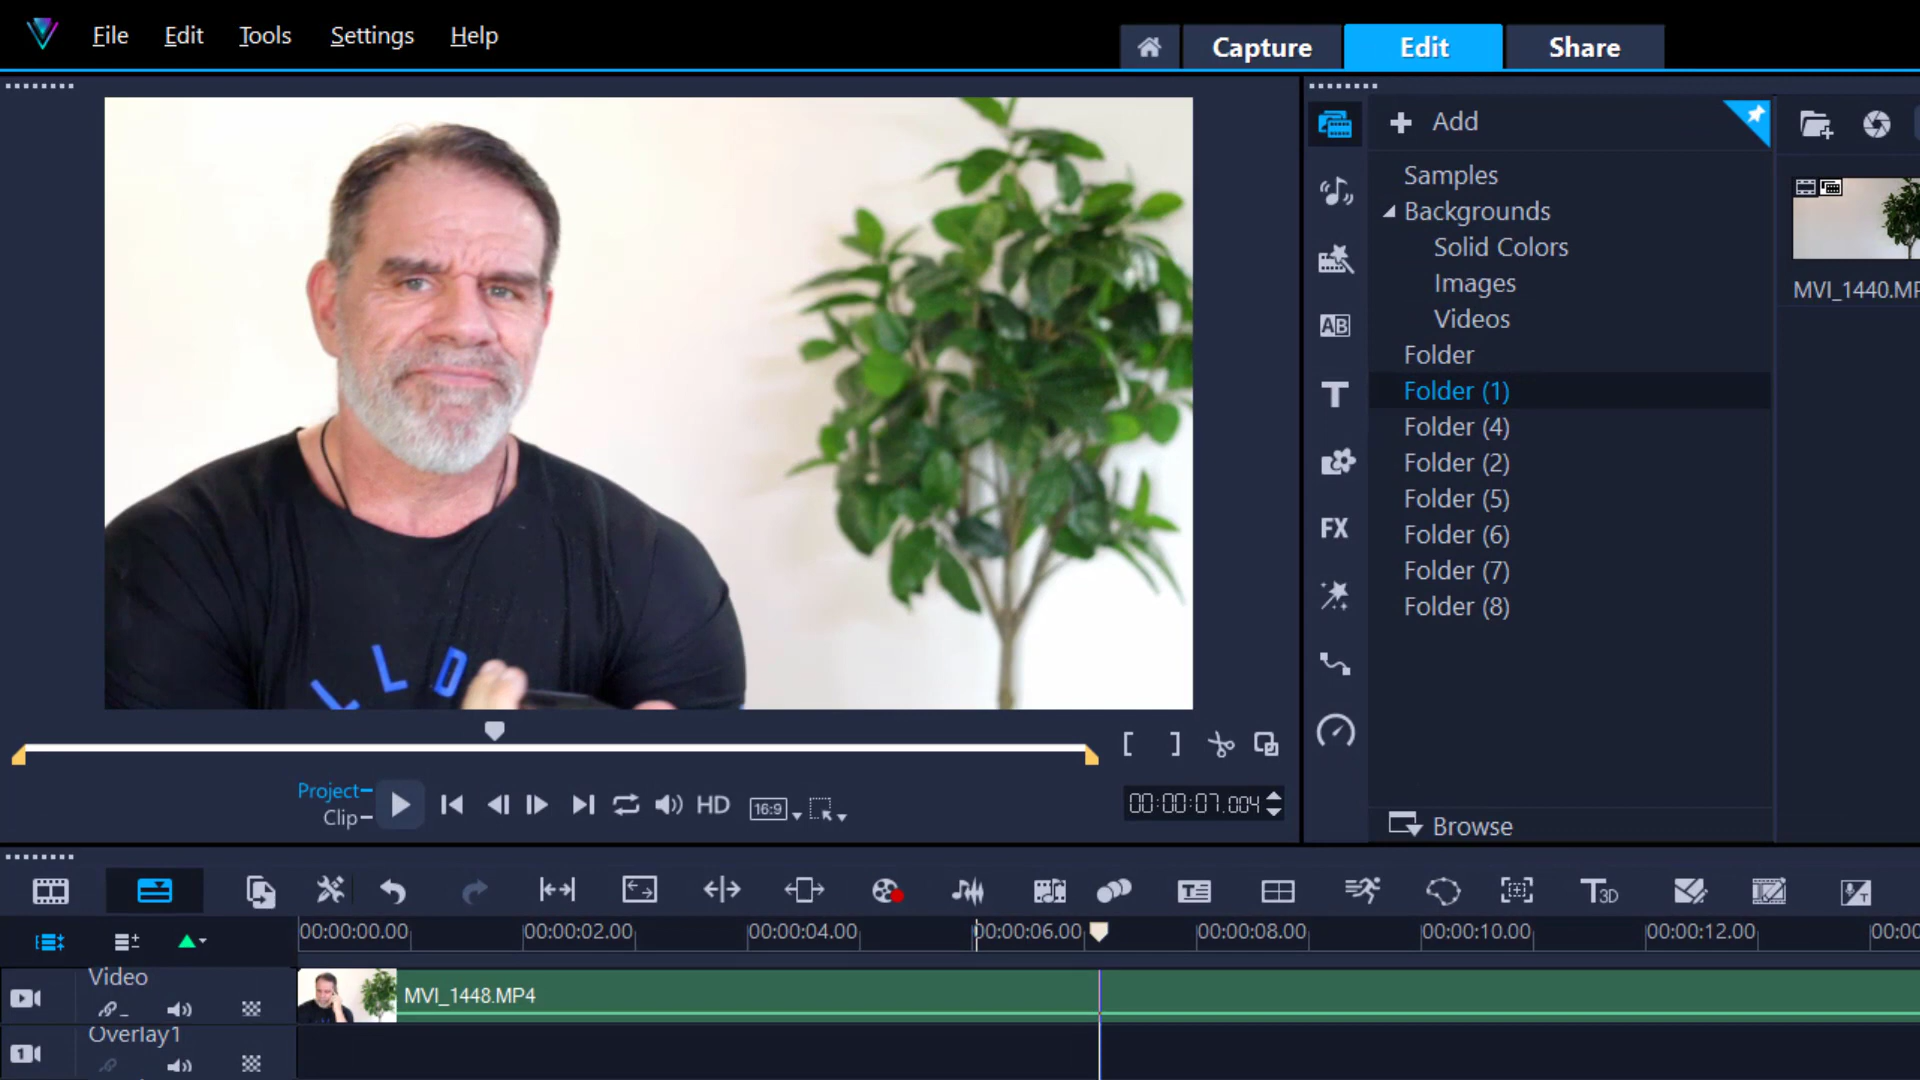 File Edit Tools Settings Help
Capture Edit Share
Add
Samples
Backgrounds
Solid Colors
Images
Videos
Folder
Folder (1)
Folder (4)
Folder (2)
Folder (5)
Folder (6)
Folder (7)
Folder (8)
Browse
MVI_1440.MP
AB
T
FX
L L D
Project
Clip
HD
16:9
[ ]
00:00:07.004
T3D
00:00:00.00 00:00:02.00 00:00:04.00 00:00:06.00 00:00:08.00 00:00:10.00 00:00:12.00 00:00
Video
MVI_1448.MP4
Overlay1
1